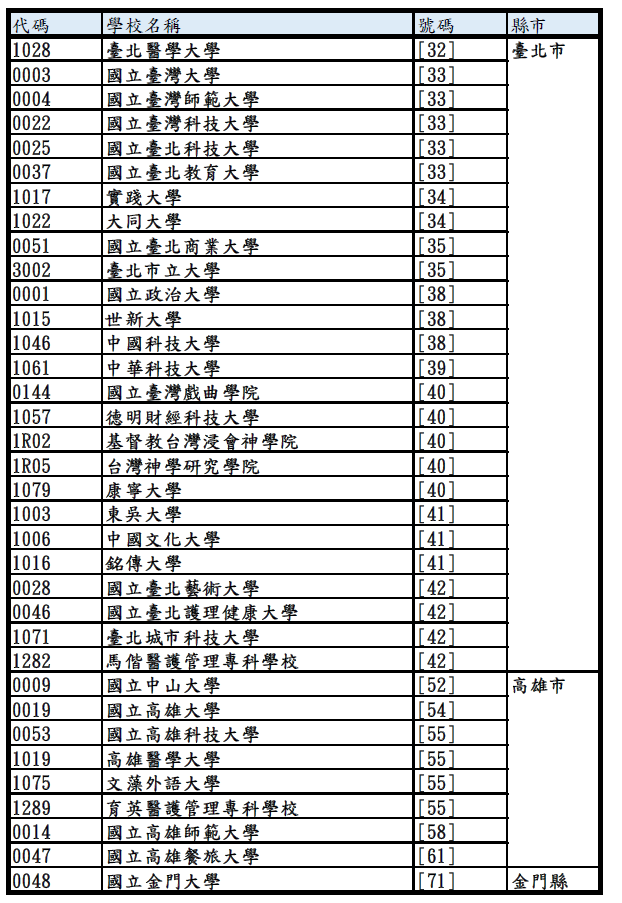 代碼 學校名稱 號碼 縣市
1028 臺北醫學大學 [32] 臺北市
0003 國立臺灣大學 [33]
0004 國立臺灣師範大學 [33]
0022 國立臺灣科技大學 [33]
0025 國立臺北科技大學 [33]
0037 國立臺北教育大學 [33]
1017 實踐大學 [34]
1022 大同大學 [34]
0051 國立臺北商業大學 [35]
3002 臺北市立大學 [35]
0001 國立政治大學 [38]
1015 世新大學 [38]
1046 中國科技大學 [38]
1061 中華科技大學 [39]
0144 國立臺灣戲曲學院 [40]
1057 德明財經科技大學 [40]
1R02 基督教台灣浸會神學院 [40]
1R05 台灣神學研究學院 [40]
1079 康寧大學 [40]
1003 東吳大學 [41]
1006 中國文化大學 [41]
1016 銘傳大學 [41]
0028 國立臺北藝術大學 [42]
0046 國立臺北護理健康大學 [42]
1071 臺北城市科技大學 [42]
1282 馬偕醫護管理專科學校 [42]
0009 國立中山大學 [52] 高雄市
0019 國立高雄大學 [54]
0053 國立高雄科技大學 [55]
1019 高雄醫學大學 [55]
1075 文藻外語大學 [55]
1289 育英醫護管理專科學校 [55]
0014 國立高雄師範大學 [58]
0047 國立高雄餐旅大學 [61]
0048 國立金門大學 [71] 金門縣